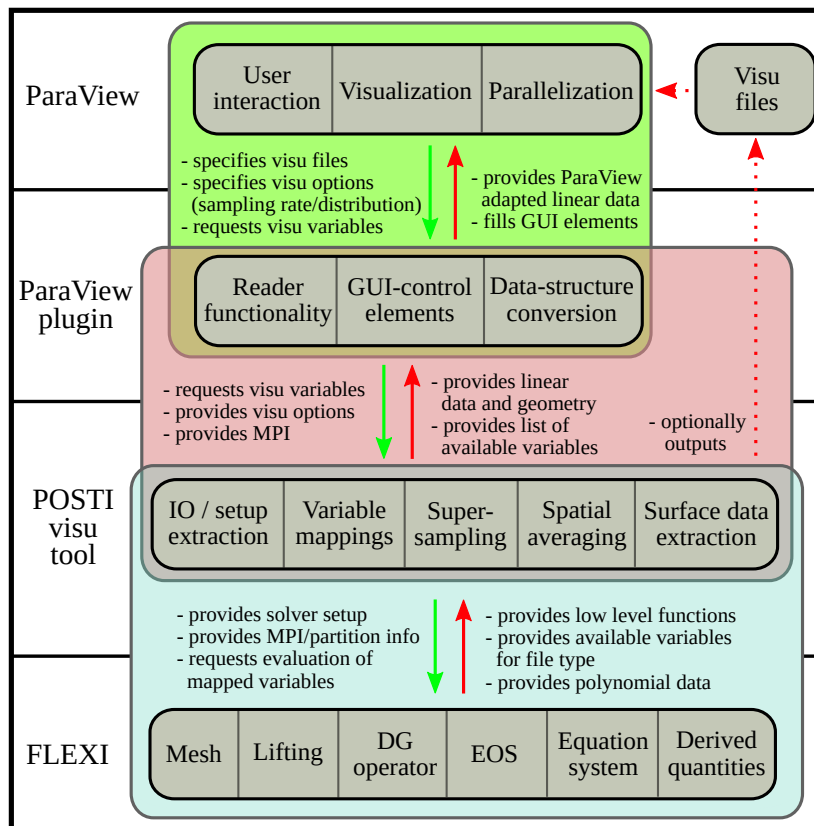 ParaView
User
interaction
Visualization
Parallelization
Visu
files
- specifies visu files
- specifies visu options
(sampling rate/distribution)
- requests visu variables
- provides ParaView
adapted linear data
- fills GUI elements
ParaView
plugin
Reader
functionality
GUI-control
elements
Data-structure
conversion
- requests visu variables
- provides visu options
- provides MPI
- provides linear
data and geometry
- provides list of
available variables
- optionally
outputs
POSTI
visu
tool
IO / setup
extraction
Variable
mappings
Super-
sampling
Spatial
averaging
Surface data
extraction
- provides solver setup
- provides MPI/partition info
- requests evaluation of
mapped variables
- provides low level functions
- provides available variables
for file type
- provides polynomial data
FLEXI
Mesh
Lifting
DG
operator
EOS
Equation
system
Derived
quantities